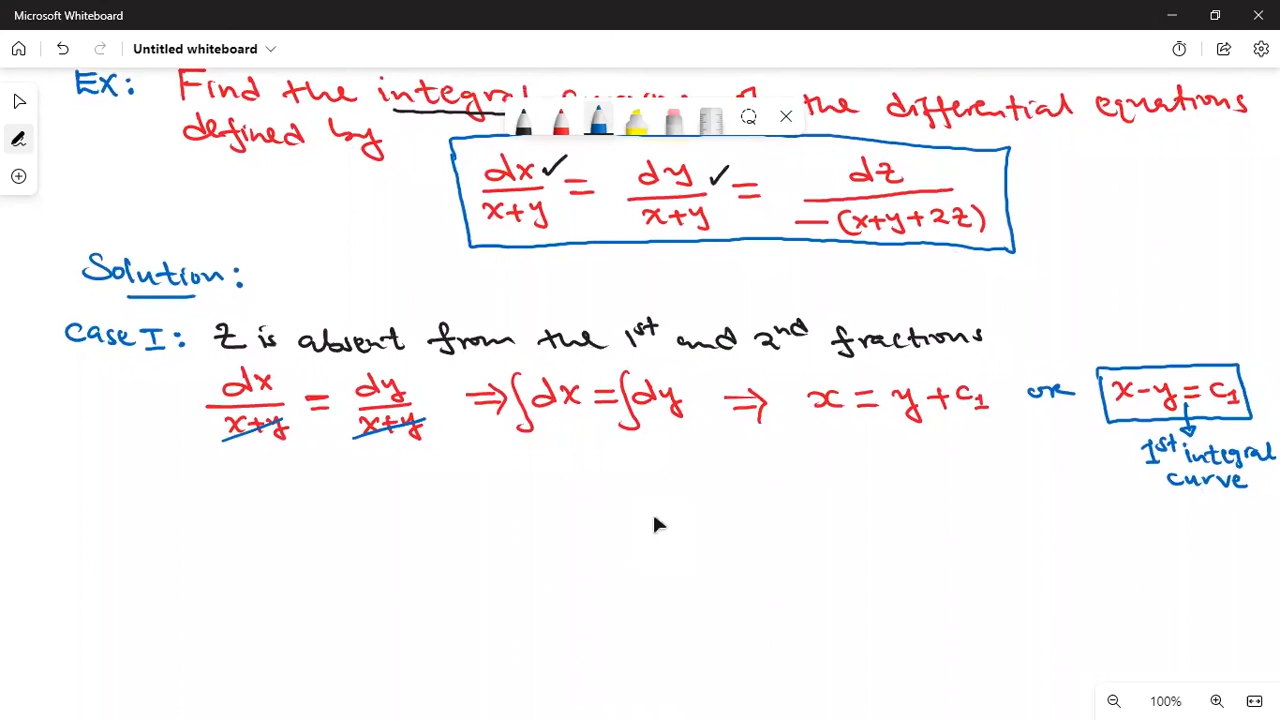 Microsoft Whiteboard
Untitled whiteboard
Ex: Find the integral the differential equations
defined by
dx/(x+y) = dy/(x+y) = dz/-(x+y+2z)
Solution:
Case I: Z is absent from the 1st and 2nd fractions
dx/(x+y) = dy/(x+y) ⇒ ∫dx = ∫dy ⇒ x = y + c₁ or x-y = c₁
1st integral
curve
100%